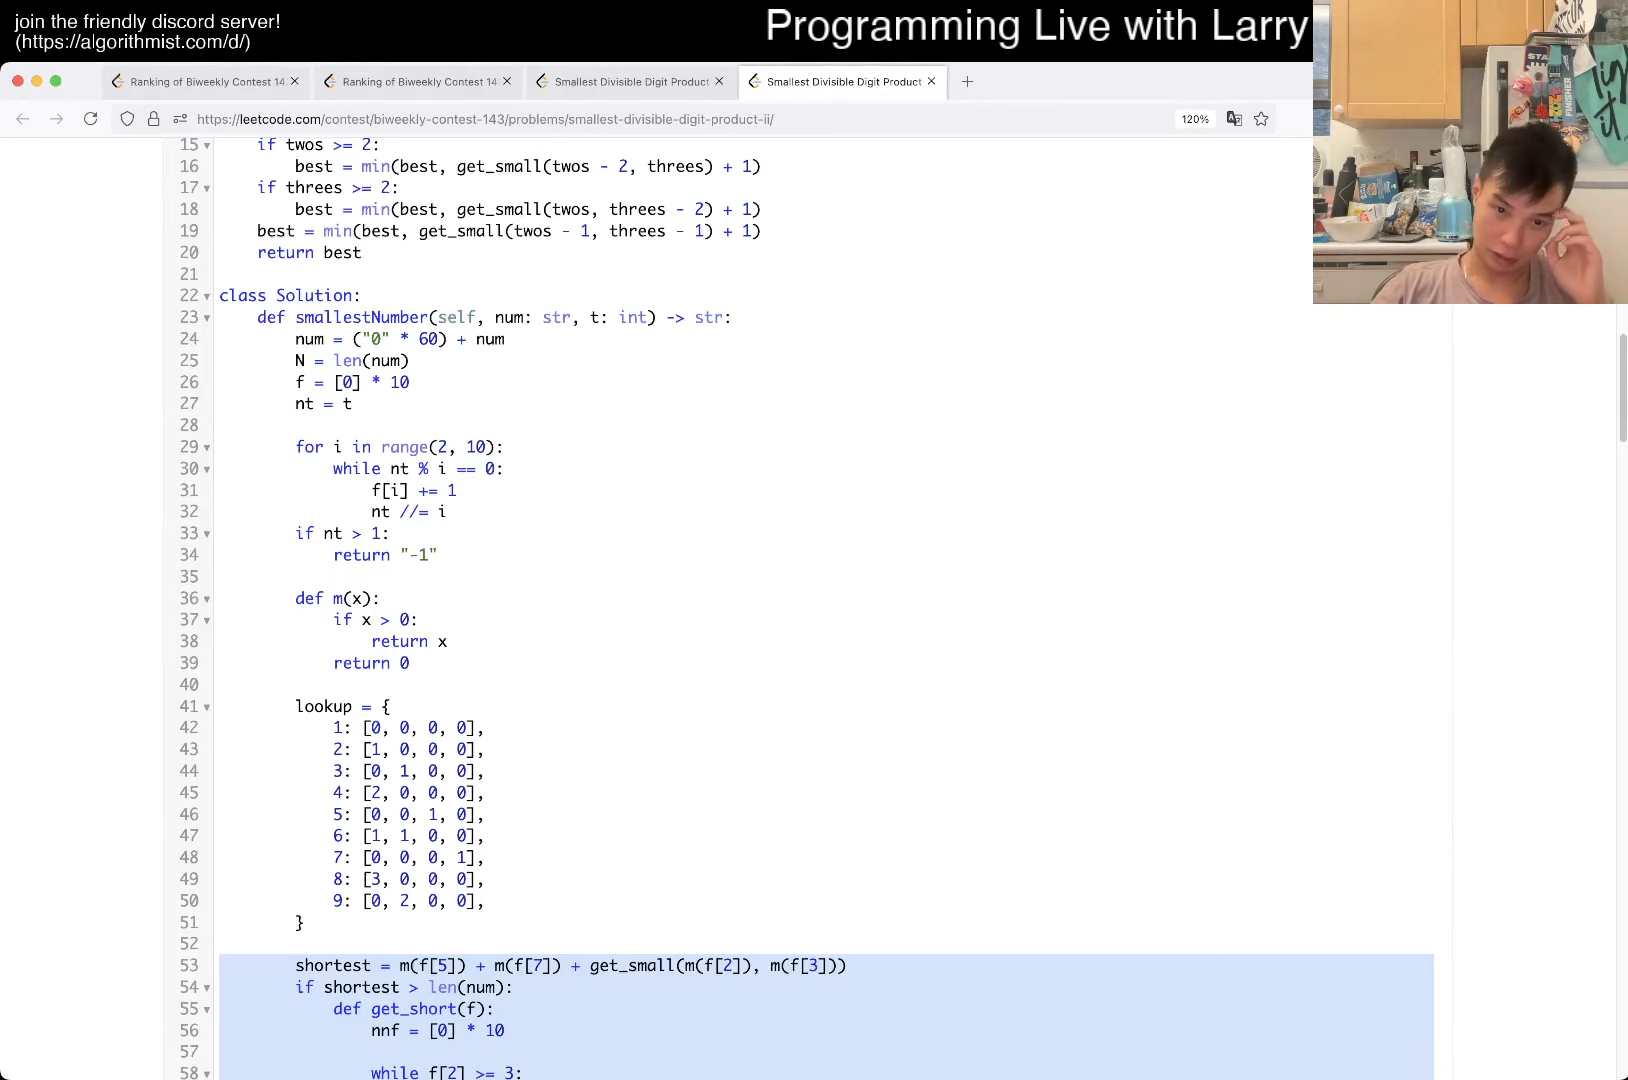 join the friendly discord server!
(https://algorithmist.com/d/)
Programming Live with Larry
Ranking of Biweekly Contest 14
Ranking of Biweekly Contest 14
Smallest Divisible Digit Product
Smallest Divisible Digit Product
https://leetcode.com/contest/biweekly-contest-143/problems/smallest-divisible-digit-product-ii/
120%
15 if twos >= 2:
16 best = min(best, get_small(twos - 2, threes) + 1)
17 if threes >= 2:
18 best = min(best, get_small(twos, threes - 2) + 1)
19 best = min(best, get_small(twos - 1, threes - 1) + 1)
20 return best
21
22 class Solution:
23 def smallestNumber(self, num: str, t: int) -> str:
24 num = ("0" * 60) + num
25 N = len(num)
26 f = [0] * 10
27 nt = t
28
29 for i in range(2, 10):
30 while nt % i == 0:
31 f[i] += 1
32 nt //= i
33 if nt > 1:
34 return "-1"
35
36 def m(x):
37 if x > 0:
38 return x
39 return 0
40
41 lookup = {
42 1: [0, 0, 0, 0],
43 2: [1, 0, 0, 0],
44 3: [0, 1, 0, 0],
45 4: [2, 0, 0, 0],
46 5: [0, 0, 1, 0],
47 6: [1, 1, 0, 0],
48 7: [0, 0, 0, 1],
49 8: [3, 0, 0, 0],
50 9: [0, 2, 0, 0],
51 }
52
53 shortest = m(f[5]) + m(f[7]) + get_small(m(f[2]), m(f[3]))
54 if shortest > len(num):
55 def get_short(f):
56 nnf = [0] * 10
57
58 while f[2] >= 3: